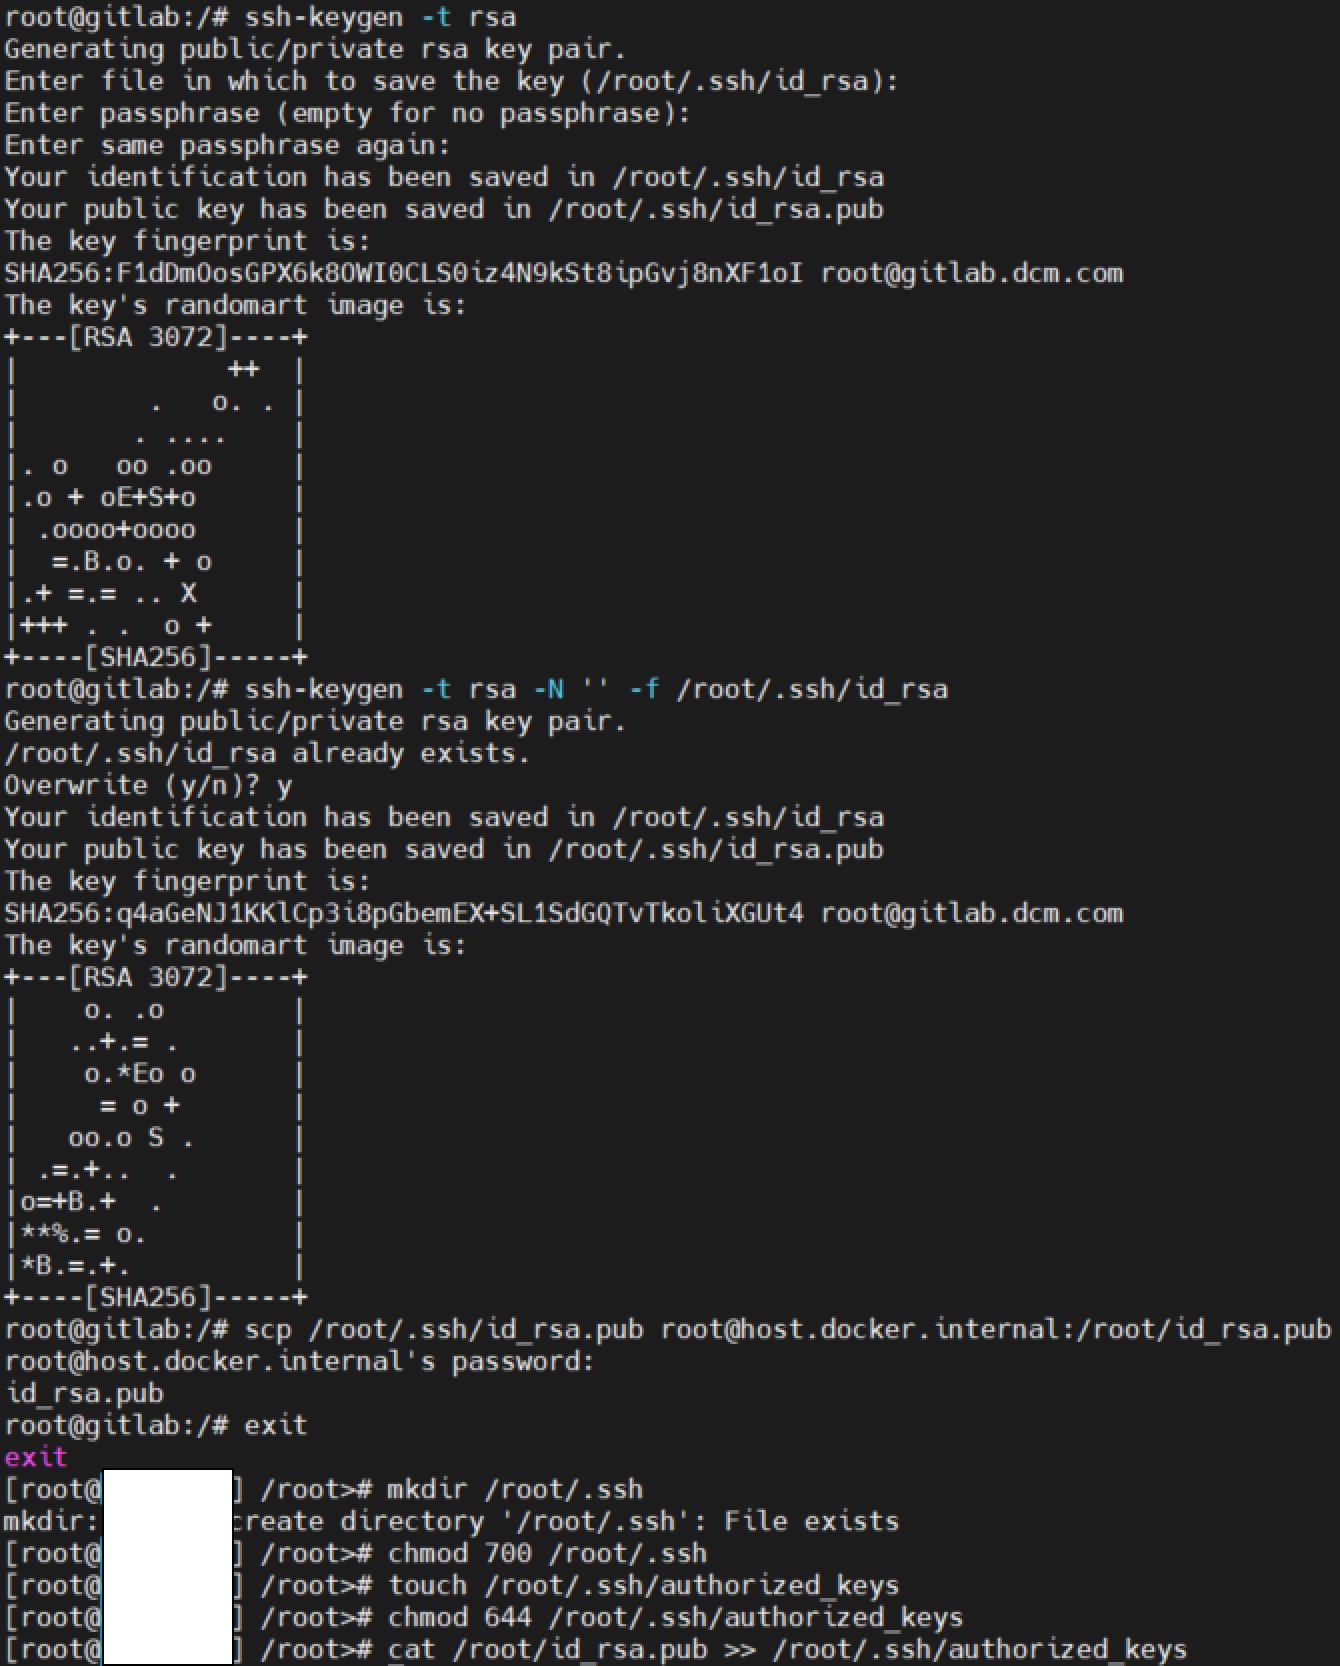 root@gitlab:/# ssh-keygen -t rsa
Generating public/private rsa key pair.
Enter file in which to save the key (/root/.ssh/id_rsa):
Enter passphrase (empty for no passphrase):
Enter same passphrase again:
Your identification has been saved in /root/.ssh/id_rsa
Your public key has been saved in /root/.ssh/id_rsa.pub
The key fingerprint is:
SHA256:F1dDmOosGPX6k8OWI0CLS0iz4N9kSt8ipGvj8nXF1oI root@gitlab.dcm.com
The key's randomart image is:
+---[RSA 3072]----+
|             ++  |
|        .   o. . |
|       . ....    |
|. o   oo .oo     |
|.o + oE+S+o      |
| .oooo+oooo      |
|  =.B.o. + o     |
|.+ =.= .. X      |
|+++ . .  o +     |
+----[SHA256]-----+
root@gitlab:/# ssh-keygen -t rsa -N '' -f /root/.ssh/id_rsa
Generating public/private rsa key pair.
/root/.ssh/id_rsa already exists.
Overwrite (y/n)? y
Your identification has been saved in /root/.ssh/id_rsa
Your public key has been saved in /root/.ssh/id_rsa.pub
The key fingerprint is:
SHA256:q4aGeNJ1KKlCp3i8pGbemEX+SL1SdGQTvTkoliXGUt4 root@gitlab.dcm.com
The key's randomart image is:
+---[RSA 3072]----+
|    o. .o        |
|   ..+.= .       |
|    o.*Eo o      |
|     = o +       |
|   oo.o S .      |
| .=.+..  .       |
|o=+B.+  .        |
|**%.= o.         |
|*B.=.+.          |
+----[SHA256]-----+
root@gitlab:/# scp /root/.ssh/id_rsa.pub root@host.docker.internal:/root/id_rsa.pub
root@host.docker.internal's password:
id_rsa.pub
root@gitlab:/# exit
exit
[root@ ] /root># mkdir /root/.ssh
mkdir: create directory '/root/.ssh': File exists
[root@ ] /root># chmod 700 /root/.ssh
[root@ ] /root># touch /root/.ssh/authorized_keys
[root@ ] /root># chmod 644 /root/.ssh/authorized_keys
[root@ ] /root># cat /root/id_rsa.pub >> /root/.ssh/authorized_keys